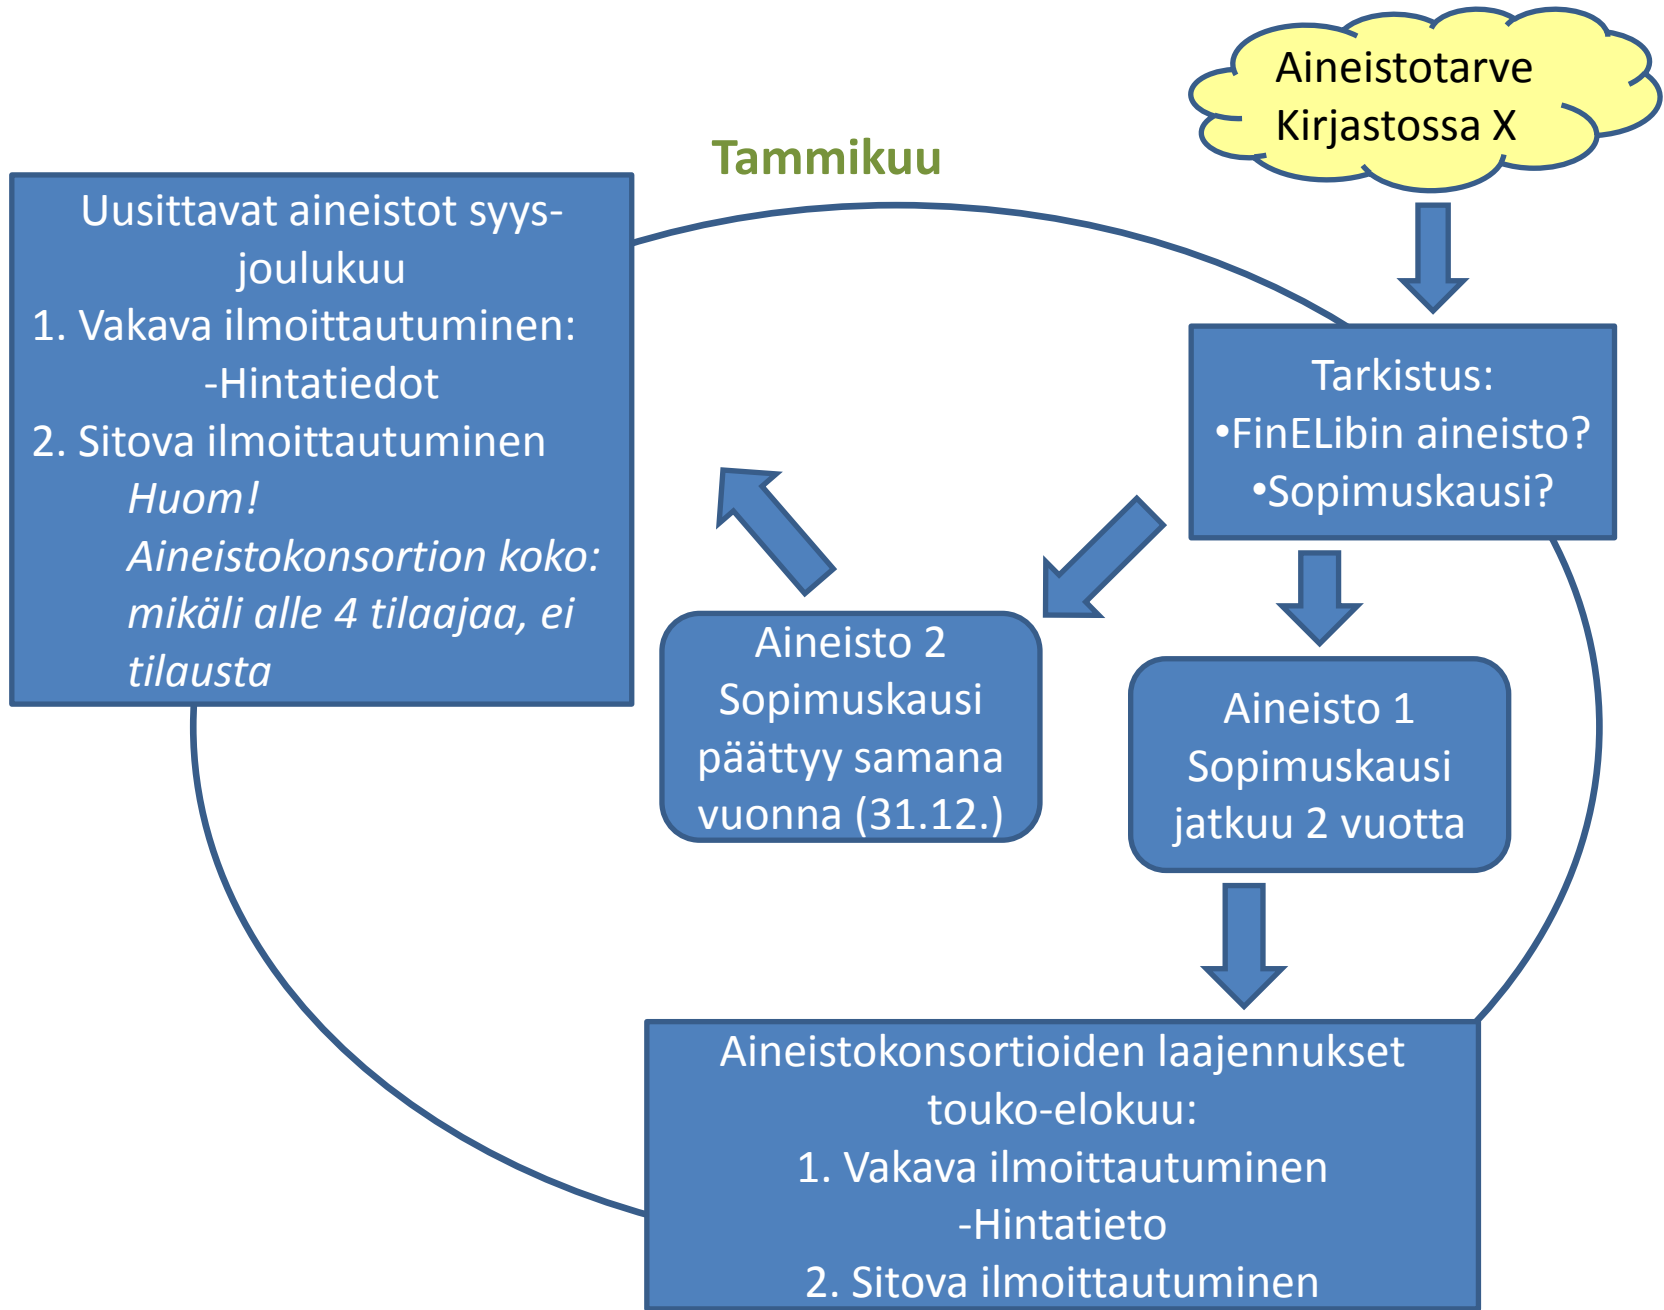 Aineistotarve
Kirjastossa X
Tammikuu
Uusittavat aineistot syys-
joulukuu
1. Vakava ilmoittautuminen:
-Hintatiedot
2. Sitova ilmoittautuminen
Huom!
Aineistokonsortion koko:
mikäli alle 4 tilaajaa, ei
tilausta
Tarkistus:
•FinELibin aineisto?
•Sopimuskausi?
Aineisto 2
Sopimuskausi
päättyy samana
vuonna (31.12.)
Aineisto 1
Sopimuskausi
jatkuu 2 vuotta
Aineistokonsortioiden laajennukset
touko-elokuu:
1. Vakava ilmoittautuminen
-Hintatieto
2. Sitova ilmoittautuminen